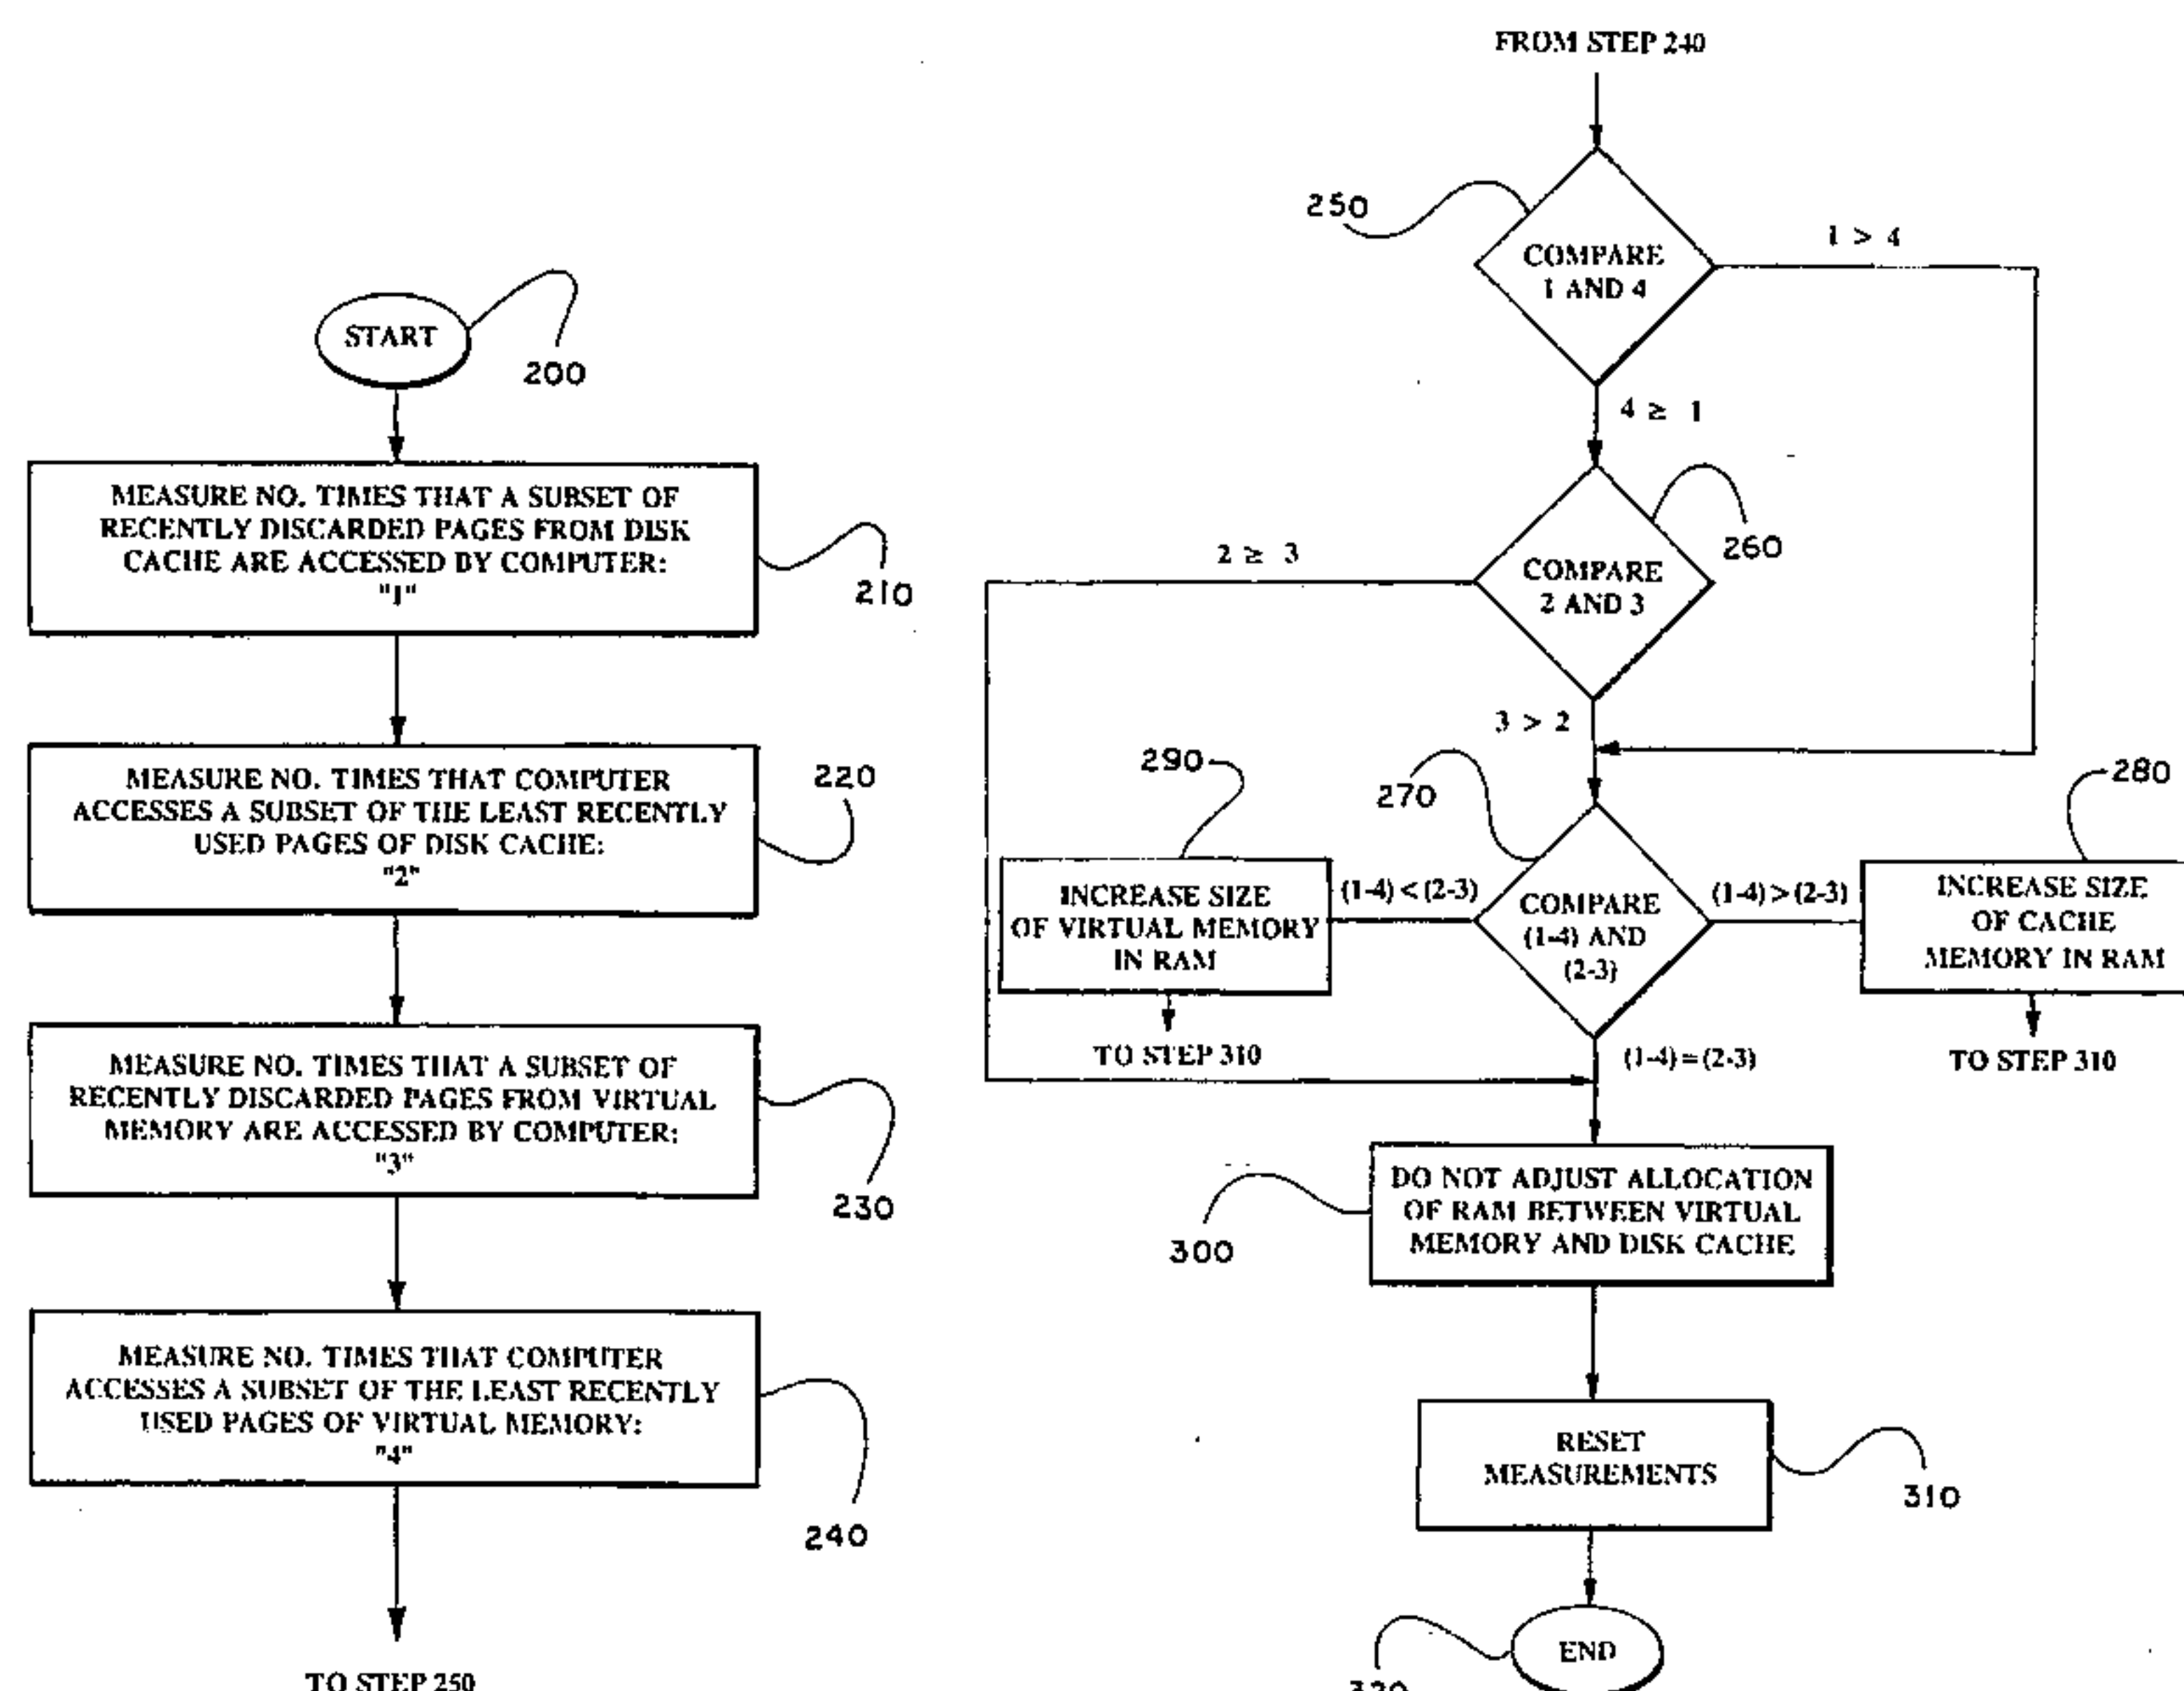 START
200
MEASURE NO. TIMES THAT A SUBSET OF
RECENTLY DISCARDED PAGES FROM DISK
CACHE ARE ACCESSED BY COMPUTER:
"1"
210
MEASURE NO. TIMES THAT COMPUTER
ACCESSES A SUBSET OF THE LEAST RECENTLY
USED PAGES OF DISK CACHE:
"2"
220
MEASURE NO. TIMES THAT A SUBSET OF
RECENTLY DISCARDED PAGES FROM VIRTUAL
MEMORY ARE ACCESSED BY COMPUTER:
"3"
230
MEASURE NO. TIMES THAT COMPUTER
ACCESSES A SUBSET OF THE LEAST RECENTLY
USED PAGES OF VIRTUAL MEMORY:
"4"
240
TO STEP 250
FROM STEP 240
250
COMPARE
1 AND 4
1 > 4
4 ≥ 1
260
COMPARE
2 AND 3
2 ≥ 3
3 > 2
270
COMPARE
(1-4) AND
(2-3)
290
INCREASE SIZE
OF VIRTUAL MEMORY
IN RAM
(1-4) < (2-3)
TO STEP 310
(1-4) > (2-3)
280
INCREASE SIZE
OF CACHE
MEMORY IN RAM
TO STEP 310
(1-4) = (2-3)
300
DO NOT ADJUST ALLOCATION
OF RAM BETWEEN VIRTUAL
MEMORY AND DISK CACHE
RESET
MEASUREMENTS
310
END
320